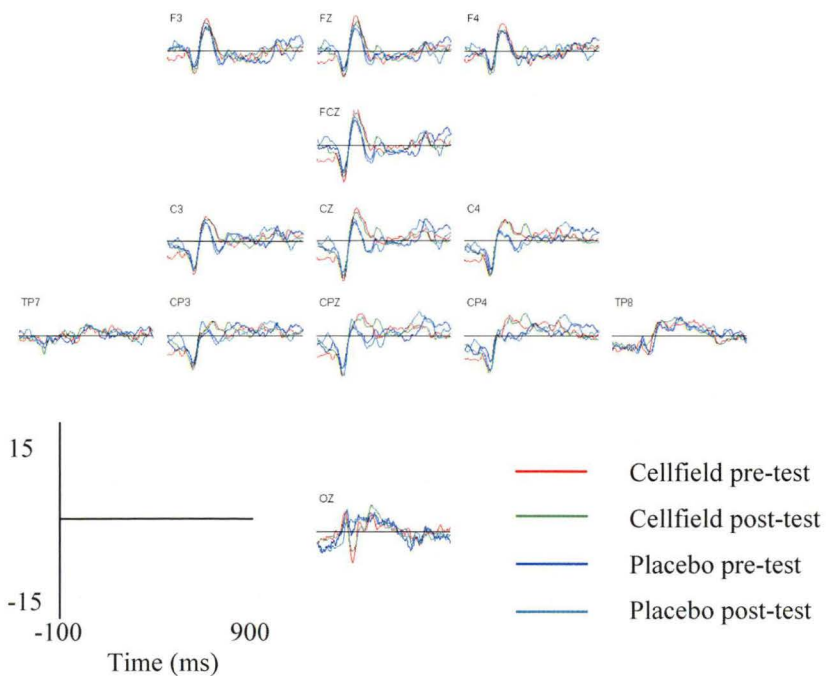 F3 FZ F4
FCZ
C3 CZ C4
TP7 CP3 CPZ CP4 TP8
15
-15
-100 900
Time (ms)
OZ
Cellfield pre-test
Cellfield post-test
Placebo pre-test
Placebo post-test